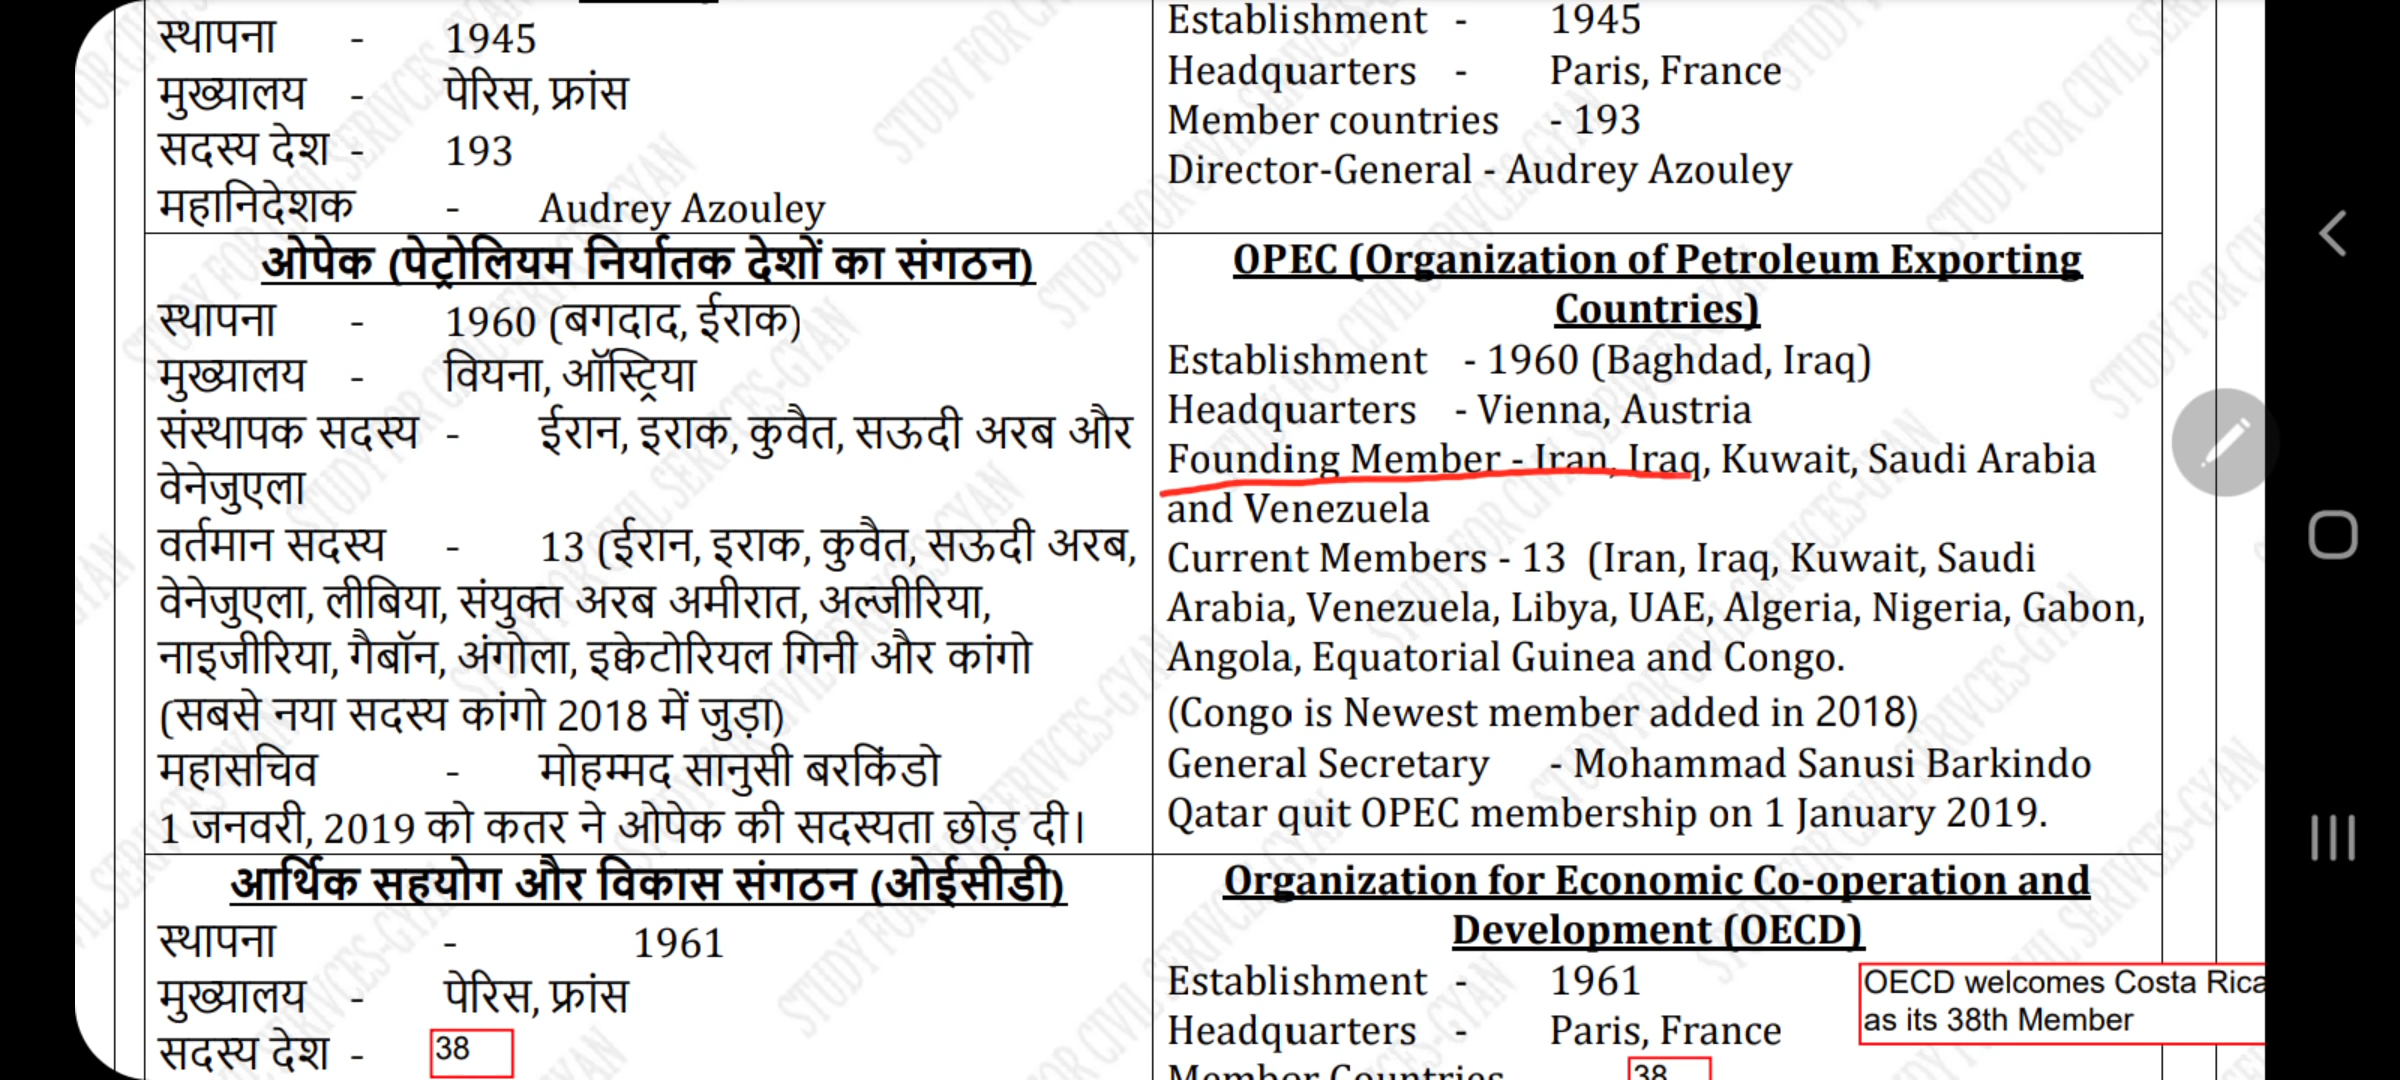 स्थापना - 1945
मुख्यालय - पेरिस, फ्रांस
सदस्य देश - 193
महानिदेशक - Audrey Azouley
ओपेक (पेट्रोलियम निर्यातक देशों का संगठन)
स्थापना - 1960 (बगदाद, ईराक)
मुख्यालय - वियना, ऑस्ट्रिया
संस्थापक सदस्य - ईरान, इराक, कुवैत, सऊदी अरब और
वेनेजुएला
वर्तमान सदस्य - 13 (ईरान, इराक, कुवैत, सऊदी अरब,
वेनेजुएला, लीबिया, संयुक्त अरब अमीरात, अल्जीरिया,
नाइजीरिया, गैबॉन, अंगोला, इक्वेटोरियल गिनी और कांगो
(सबसे नया सदस्य कांगो 2018 में जुड़ा)
महासचिव - मोहम्मद सानुसी बरकिंडो
1 जनवरी, 2019 को कतर ने ओपेक की सदस्यता छोड़ दी।
आर्थिक सहयोग और विकास संगठन (ओईसीडी)
स्थापना - 1961
मुख्यालय - पेरिस, फ्रांस
सदस्य देश - 38
Establishment - 1945
Headquarters - Paris, France
Member countries - 193
Director-General - Audrey Azouley
OPEC (Organization of Petroleum Exporting
Countries)
Establishment - 1960 (Baghdad, Iraq)
Headquarters - Vienna, Austria
Founding Member - Iran, Iraq, Kuwait, Saudi Arabia
and Venezuela
Current Members - 13 (Iran, Iraq, Kuwait, Saudi
Arabia, Venezuela, Libya, UAE, Algeria, Nigeria, Gabon,
Angola, Equatorial Guinea and Congo.
(Congo is Newest member added in 2018)
General Secretary - Mohammad Sanusi Barkindo
Qatar quit OPEC membership on 1 January 2019.
Organization for Economic Co-operation and
Development (OECD)
Establishment - 1961
Headquarters - Paris, France
Member Countries 38
OECD welcomes Costa Rica
as its 38th Member
STUDY FOR CIVIL SERIVCES-GYAN